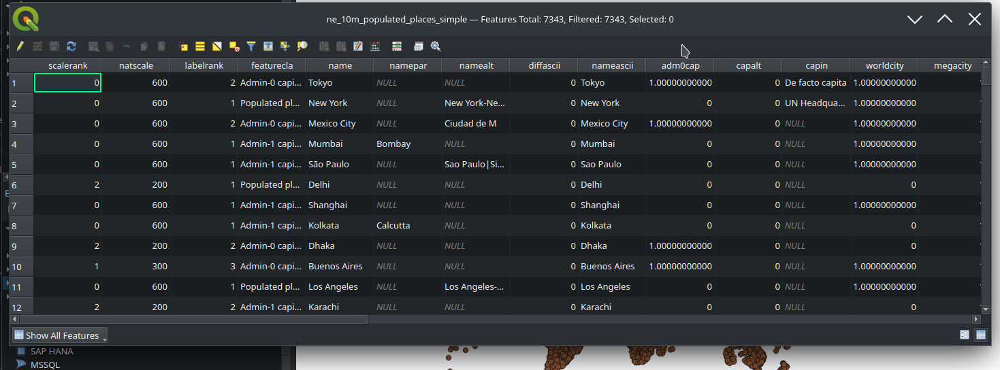 ne_10m_populated_places_simple — Features Total: 7343, Filtered: 7343, Selected: 0
scalerank natscale labelrank featurecla name namepar namealt diffascii nameascii adm0cap capalt capin worldcity megacity
1 0 600 2 Admin-0 capi... Tokyo NULL NULL 0 Tokyo 1.00000000000 0 De facto capita 1.00000000000
2 0 600 1 Populated pl... New York NULL New York-Ne... 0 New York 0 0 UN Headqua... 1.00000000000
3 0 600 2 Admin-0 capi... Mexico City NULL Ciudad de M 0 Mexico City 1.00000000000 0 NULL 1.00000000000
4 0 600 1 Admin-1 capi... Mumbai Bombay NULL 0 Mumbai 0 0 NULL 1.00000000000
5 0 600 1 Admin-1 capi... São Paulo NULL Sao Paulo|Si... 0 Sao Paulo 0 0 NULL 1.00000000000
6 2 200 1 Populated pl... Delhi NULL NULL 0 Delhi 0 0 NULL 0
7 0 600 1 Admin-1 capi... Shanghai NULL NULL 0 Shanghai 0 0 NULL 1.00000000000
8 0 600 1 Admin-1 capi... Kolkata Calcutta NULL 0 Kolkata 0 0 NULL 0
9 2 200 2 Admin-0 capi... Dhaka NULL NULL 0 Dhaka 1.00000000000 0 NULL 0
10 1 300 3 Admin-0 capi... Buenos Aires NULL NULL 0 Buenos Aires 1.00000000000 0 NULL 1.00000000000
11 0 600 1 Populated pl... Los Angeles NULL Los Angeles-... 0 Los Angeles 0 0 NULL 1.00000000000
12 2 200 2 Admin-1 capi... Karachi NULL NULL 0 Karachi 0 0 NULL 0
Show All Features
SAP HANA
MSSQL